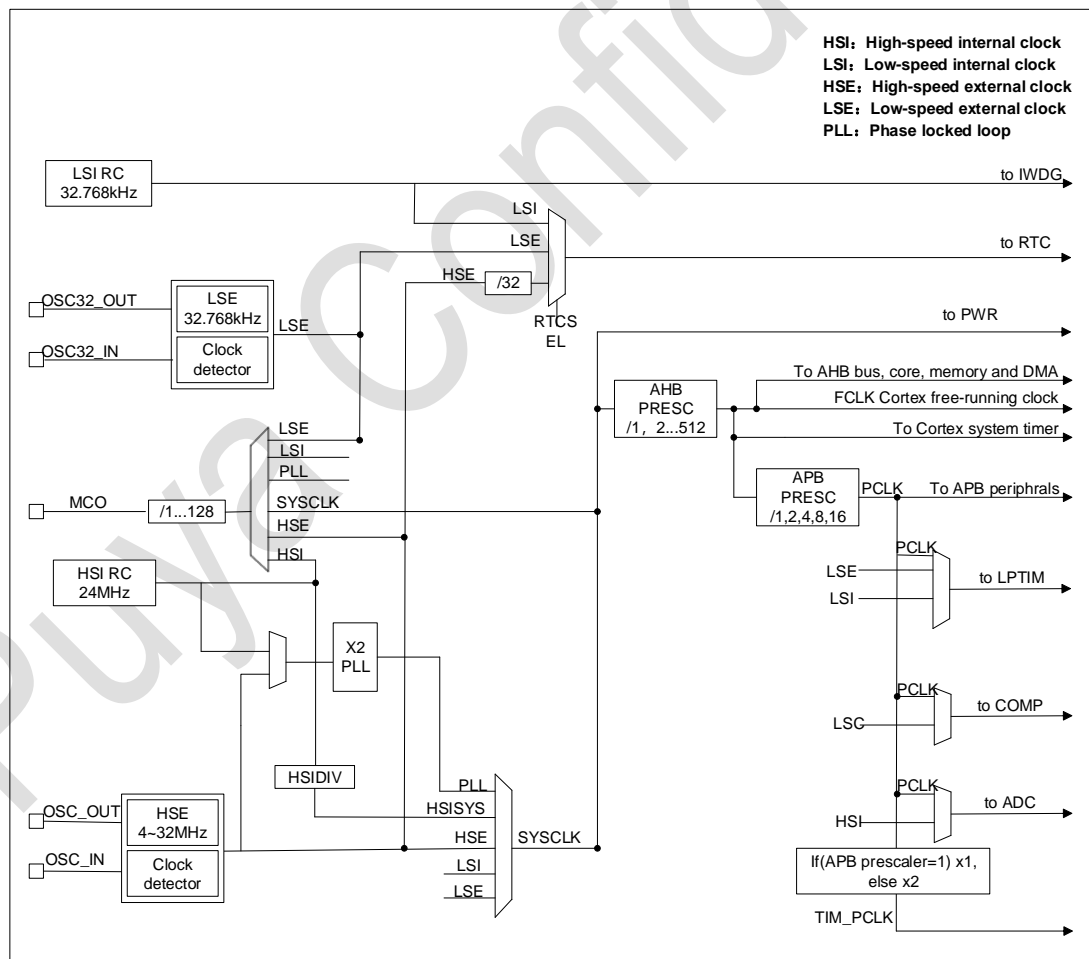 HSI：High-speed internal clock
LSI：Low-speed internal clock
HSE：High-speed external clock
LSE：Low-speed external clock
PLL：Phase locked loop
LSI RC
32.768kHz
to IWDG
LSI
LSE
HSE
/32
to RTC
RTCS
EL
OSC32_OUT
OSC32_IN
LSE
32.768kHz
Clock
detector
LSE
to PWR
AHB
PRESC
/1，2...512
To AHB bus, core, memory and DMA
FCLK Cortex free-running clock
To Cortex system timer
APB
PRESC
/1,2,4,8,16
PCLK
To APB periphrals
MCO
/1...128
LSE
LSI
PLL
SYSCLK
HSE
HSI
HSI RC
24MHz
PCLK
LSE
LSI
to LPTIM
X2
PLL
PCLK
LSC
to COMP
HSIDIV
PLL
HSISYS
HSE
LSI
LSE
SYSCLK
PCLK
HSI
to ADC
OSC_OUT
OSC_IN
HSE
4~32MHz
Clock
detector
If(APB prescaler=1) x1,
else x2
TIM_PCLK
Puya Confid